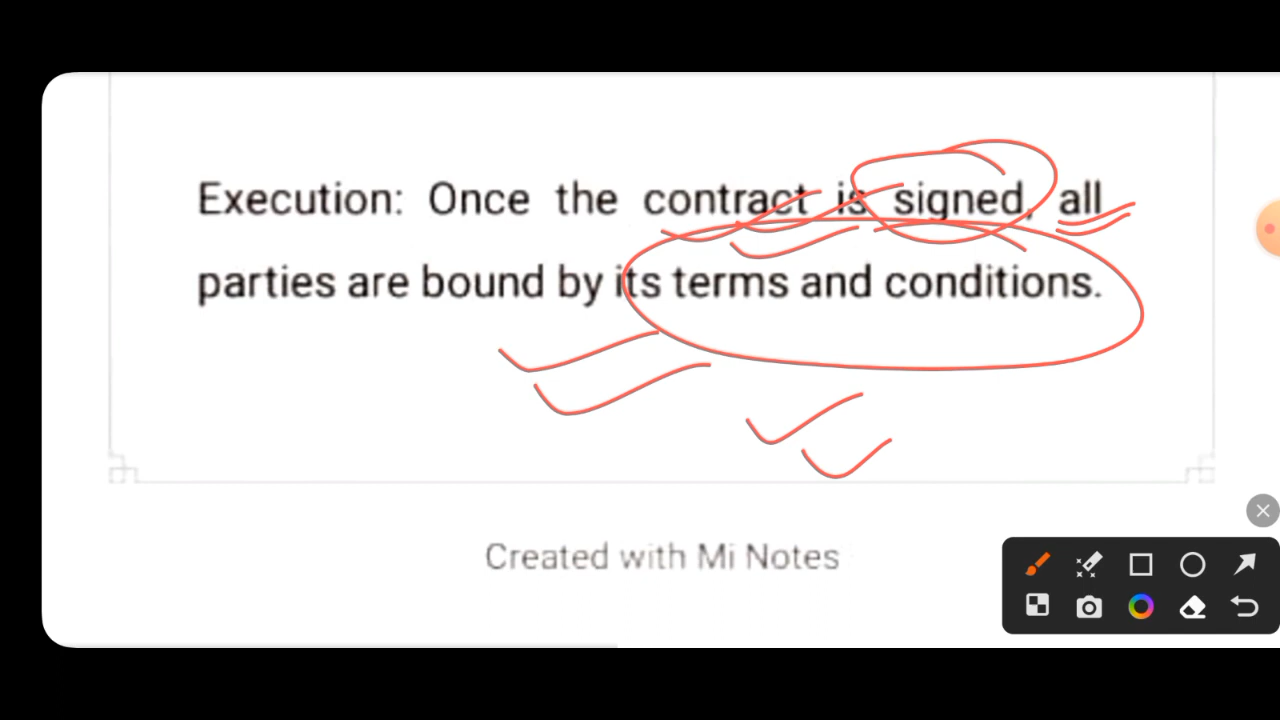 Execution: Once the contract is signed, all
parties are bound by its terms and conditions.
Created with Mi Notes